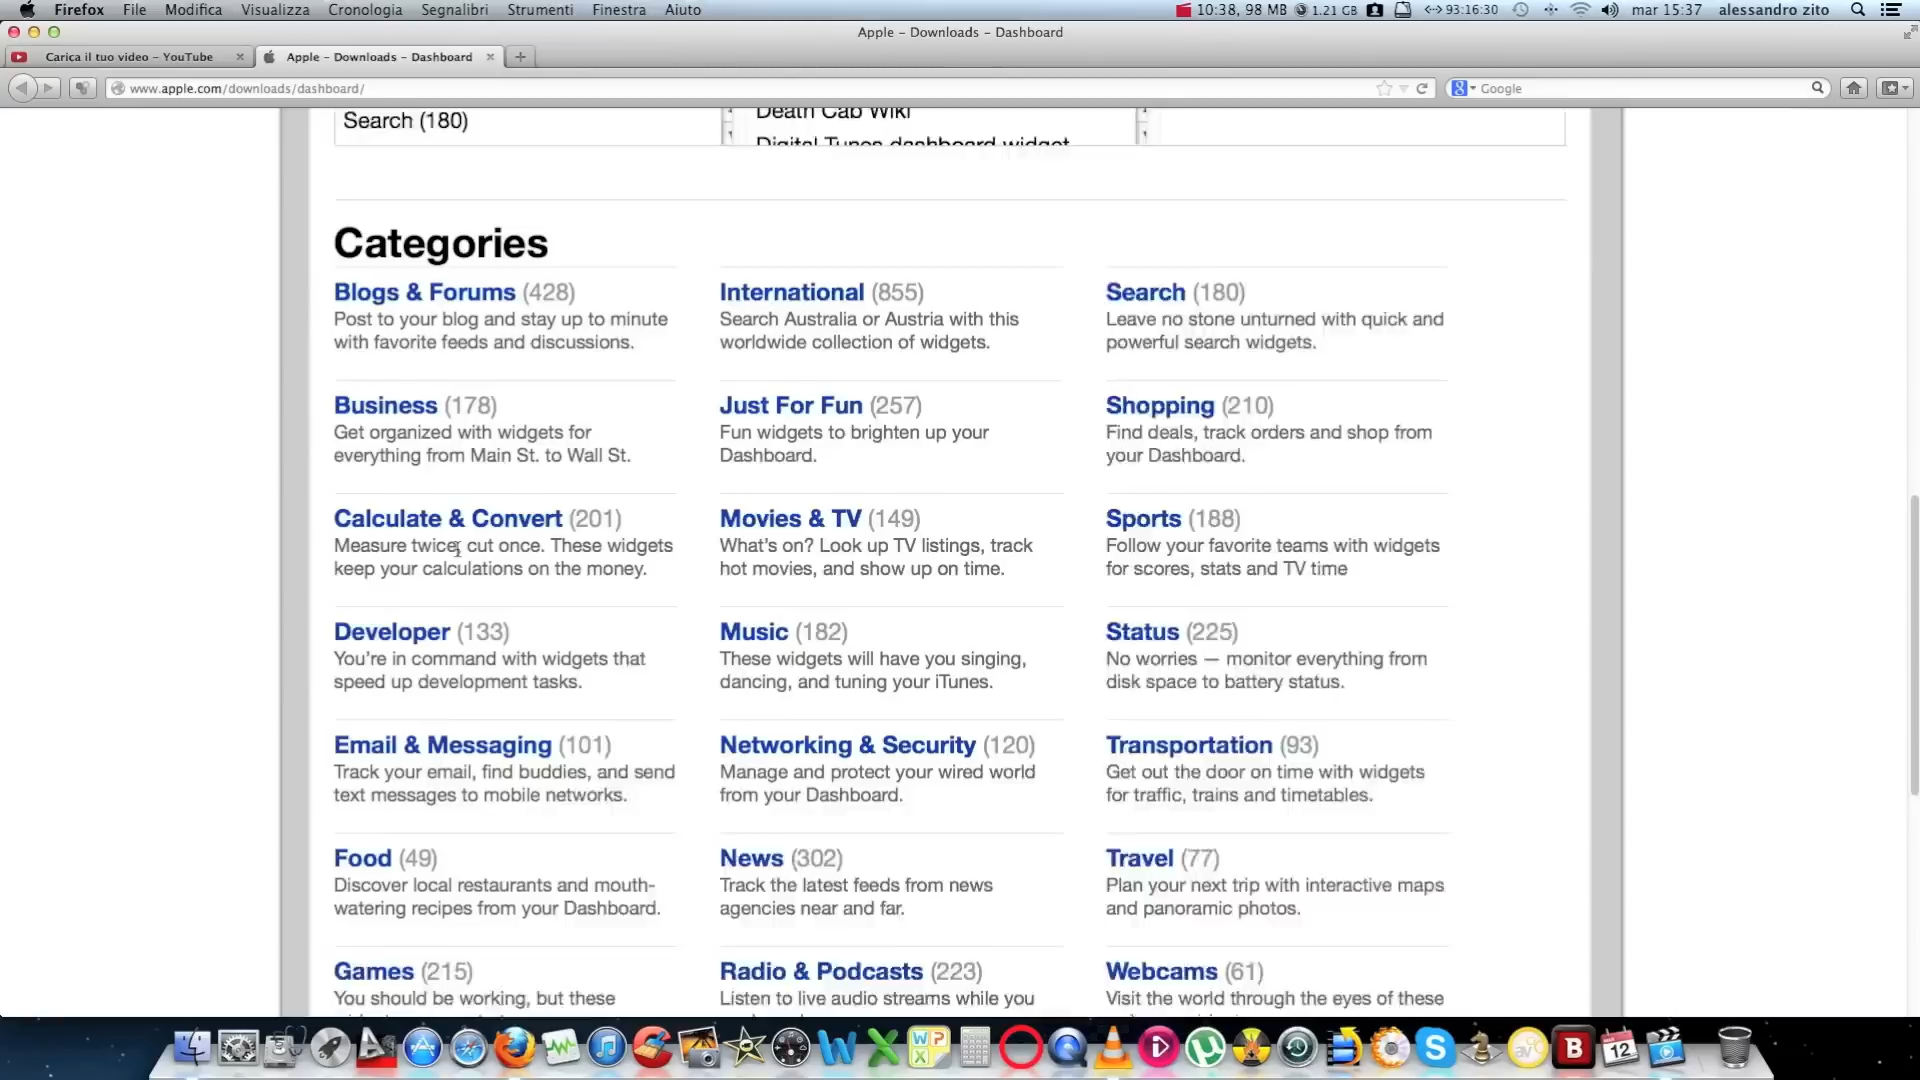 Firefox File Modifica Visualizza Cronologia Segnalibri Strumenti Finestra Aiuto 10:38, 98 MB 1.21 GB 93:16:30 mar 15:37 alessandro zito
Apple – Downloads – Dashboard
Carica il tuo video – YouTube Apple – Downloads – Dashboard
www.apple.com/downloads/dashboard/ Google
Search (180) Death Cab Wiki
Digital Tunes dashboard widget
Categories
Blogs & Forums (428)
Post to your blog and stay up to minute
with favorite feeds and discussions.
International (855)
Search Australia or Austria with this
worldwide collection of widgets.
Search (180)
Leave no stone unturned with quick and
powerful search widgets.
Business (178)
Get organized with widgets for
everything from Main St. to Wall St.
Just For Fun (257)
Fun widgets to brighten up your
Dashboard.
Shopping (210)
Find deals, track orders and shop from
your Dashboard.
Calculate & Convert (201)
Measure twice, cut once. These widgets
keep your calculations on the money.
Movies & TV (149)
What's on? Look up TV listings, track
hot movies, and show up on time.
Sports (188)
Follow your favorite teams with widgets
for scores, stats and TV time
Developer (133)
You're in command with widgets that
speed up development tasks.
Music (182)
These widgets will have you singing,
dancing, and tuning your iTunes.
Status (225)
No worries — monitor everything from
disk space to battery status.
Email & Messaging (101)
Track your email, find buddies, and send
text messages to mobile networks.
Networking & Security (120)
Manage and protect your wired world
from your Dashboard.
Transportation (93)
Get out the door on time with widgets
for traffic, trains and timetables.
Food (49)
Discover local restaurants and mouth-
watering recipes from your Dashboard.
News (302)
Track the latest feeds from news
agencies near and far.
Travel (77)
Plan your next trip with interactive maps
and panoramic photos.
Games (215)
You should be working, but these
Radio & Podcasts (223)
Listen to live audio streams while you
Webcams (61)
Visit the world through the eyes of these